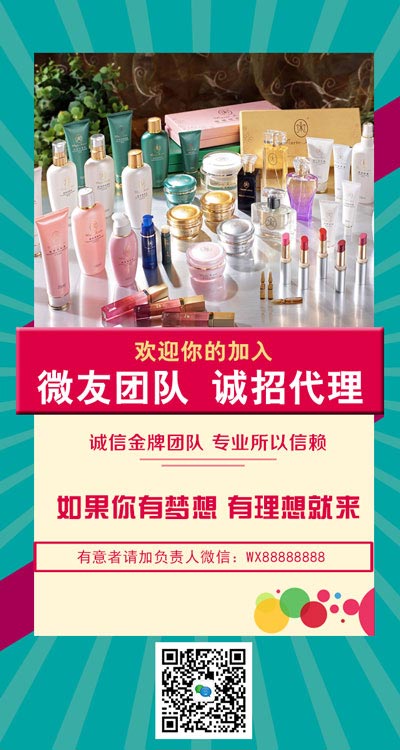 欢迎你的加入
微友团队 诚招代理
诚信金牌团队 专业所以信赖
如果你有梦想 有理想就来
有意者请加负责人微信：WX88888888